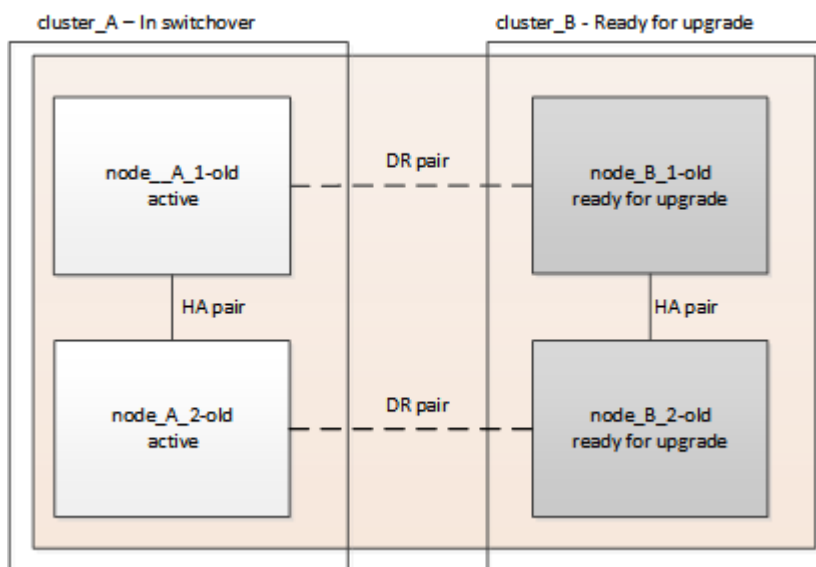 cluster_A – In switchover
cluster_B - Ready for upgrade
node__A_1-old
active
DR pair
node_B_1-old
ready for upgrade
HA pair
HA pair
node_A_2-old
active
DR pair
node_B_2-old
ready for upgrade